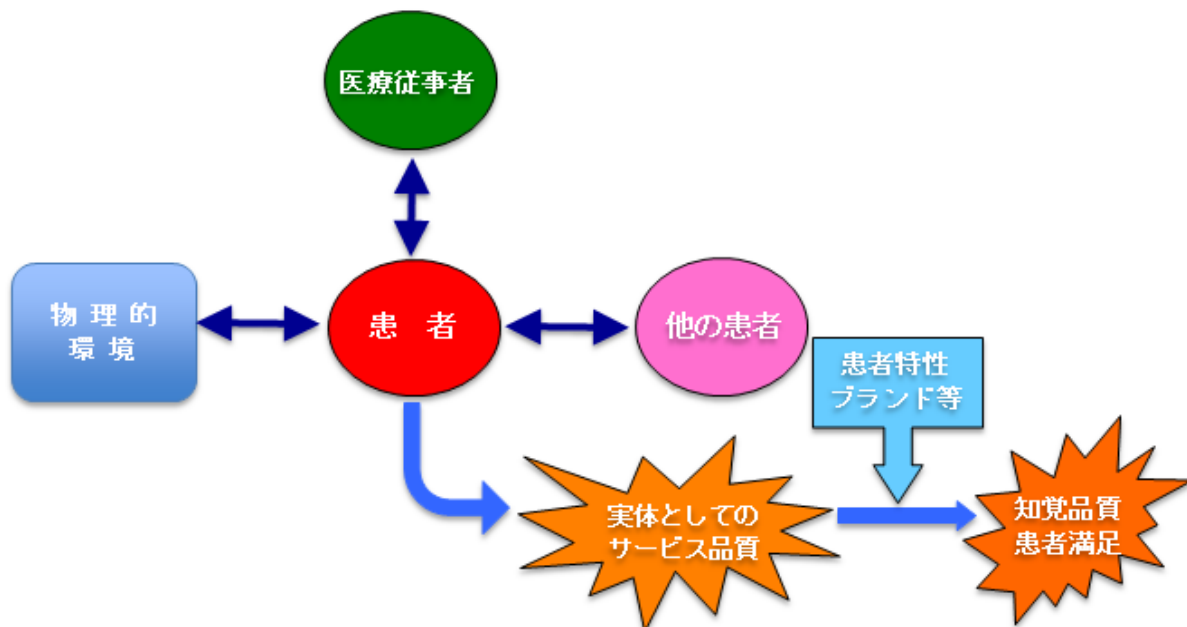 医療従事者
物 理 的
環 境
患 者
他の患者
患者特性
ブランド等
実体としての
サービス品質
知覚品質
患者満足